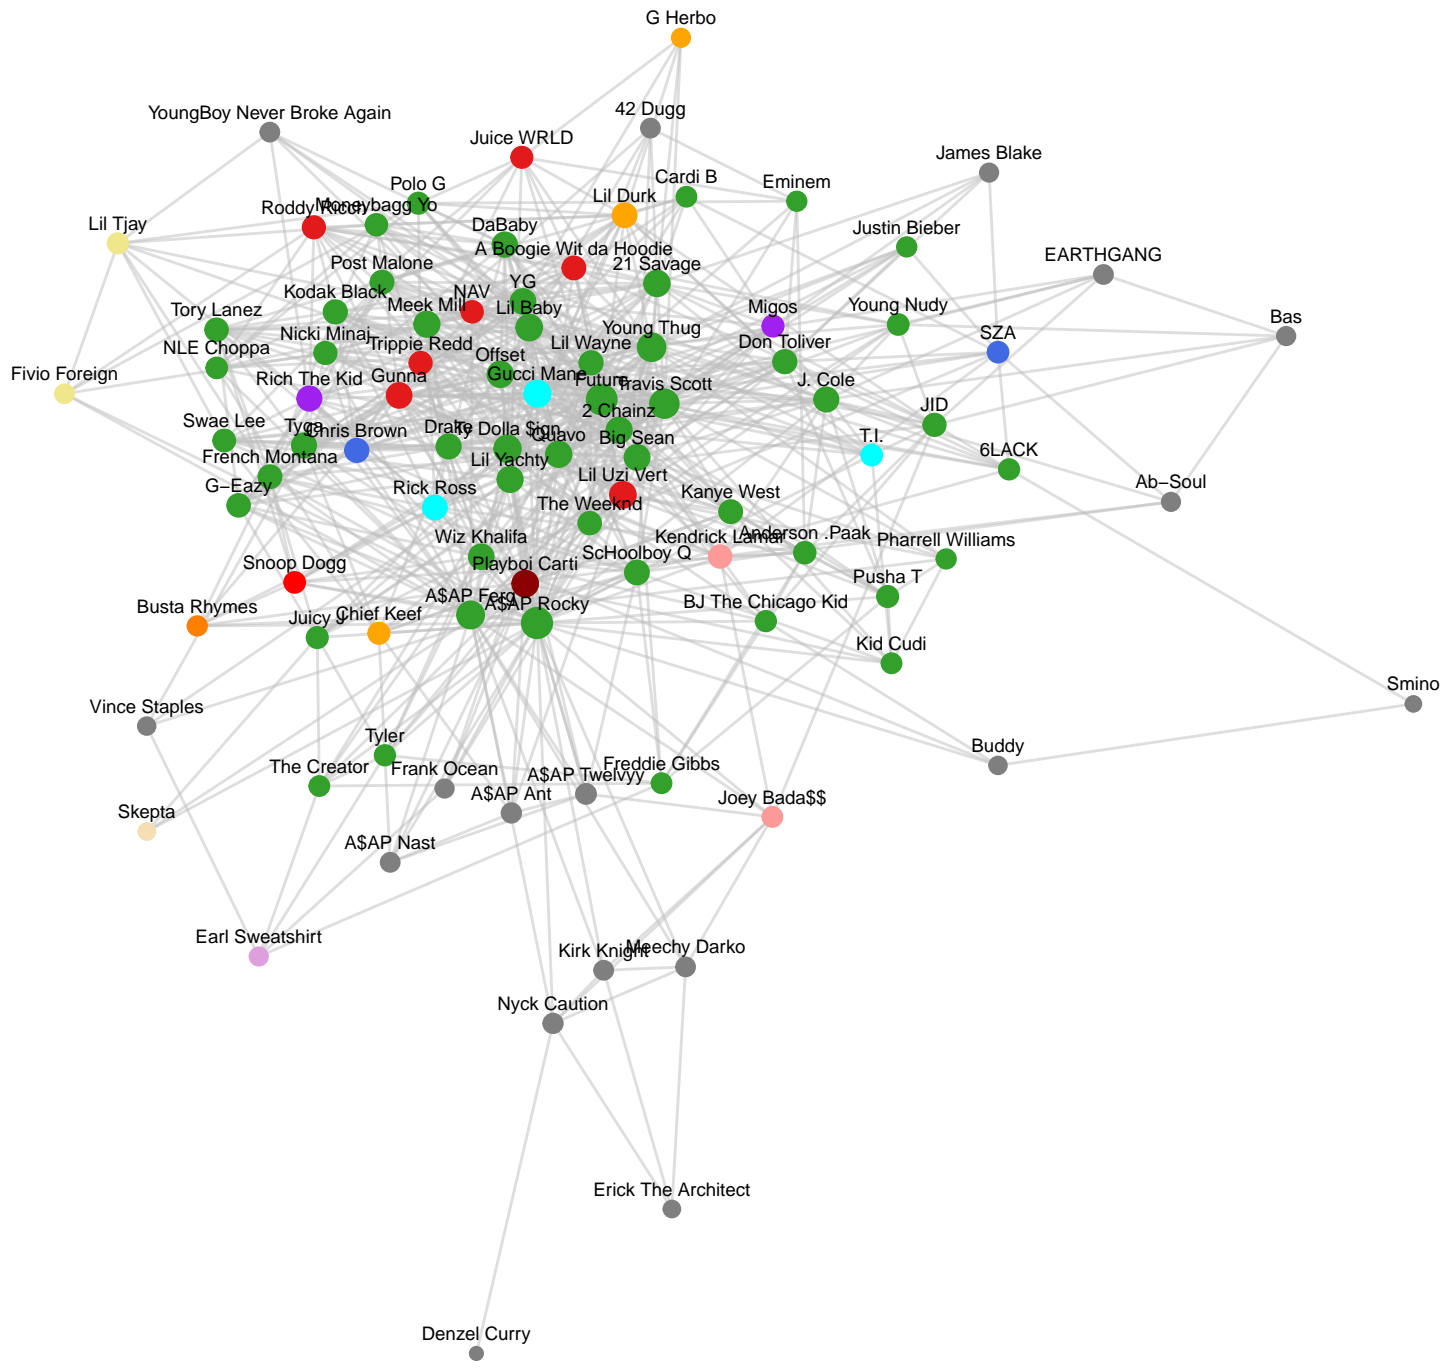 G Herbo
42 Dugg
YoungBoy Never Broke Again
Juice WRLD
James Blake
Cardi B
Eminem
Polo G
Lil Durk
Moneybagg Yo
Roddy Ricch
Lil Tjay
DaBaby
Justin Bieber
A Boogie Wit da Hoodie
EARTHGANG
21 Savage
Post Malone
YG
NAV
Kodak Black
Meek Mill
Lil Baby
Tory Lanez
Migos
Young Nudy
Bas
Nicki Minaj
Young Thug
SZA
NLE Choppa
Trippie Redd
Lil Wayne
Don Toliver
Offset
Fivio Foreign
Rich The Kid
Gunna
Gucci Mane
Future
Travis Scott
J. Cole
2 Chainz
JID
Swae Lee
Tyga
Chris Brown
Drake
Ty Dolla $ign
Quavo
Big Sean
T.I.
6LACK
French Montana
Lil Yachty
Lil Uzi Vert
Ab−Soul
G−Eazy
Rick Ross
The Weeknd
Kanye West
Wiz Khalifa
Kendrick Lamar
Anderson .Paak
Pharrell Williams
Snoop Dogg
Playboi Carti
ScHoolboy Q
Pusha T
Busta Rhymes
A$AP Ferg
A$AP Rocky
BJ The Chicago Kid
Juicy J
Chief Keef
Kid Cudi
Smino
Vince Staples
Tyler
Buddy
The Creator
Frank Ocean
A$AP Twelvyy
Freddie Gibbs
A$AP Ant
Joey Bada$$
Skepta
A$AP Nast
Earl Sweatshirt
Kirk Knight
Meechy Darko
Nyck Caution
Erick The Architect
Denzel Curry